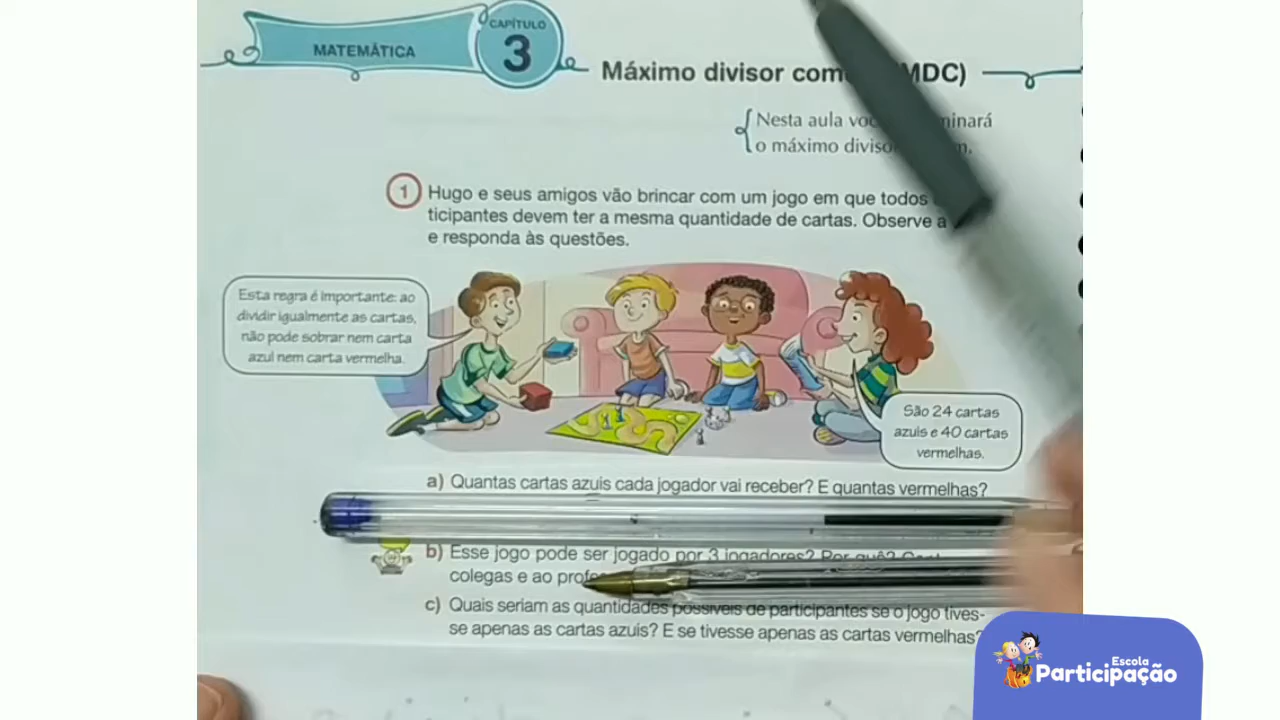 MATEMÁTICA
CAPÍTULO
3
Máximo divisor MDC)
Nesta aula
o máximo
1 Hugo e seus amigos vão brincar com um jogo em que todos
ticipantes devem ter a mesma quantidade de cartas. Observe a
e responda às questões.
Esta regra é importante: ao
dividir igualmente as cartas,
não pode sobrar nem carta
azul nem carta vermelha.
São 24 cartas
azuis e 40 cartas
vermelhas.
a) Quantas cartas azuis cada jogador vai receber? E quantas vermelhas?
b) Esse jogo pode ser jogado por 3 jogadores? Por quê?
colegas e ao
c) Quais seriam as quantidades possíveis de participantes se o jogo tives-
se apenas as cartas azuis? E se tivesse apenas as cartas vermelhas?
Escola
Participação